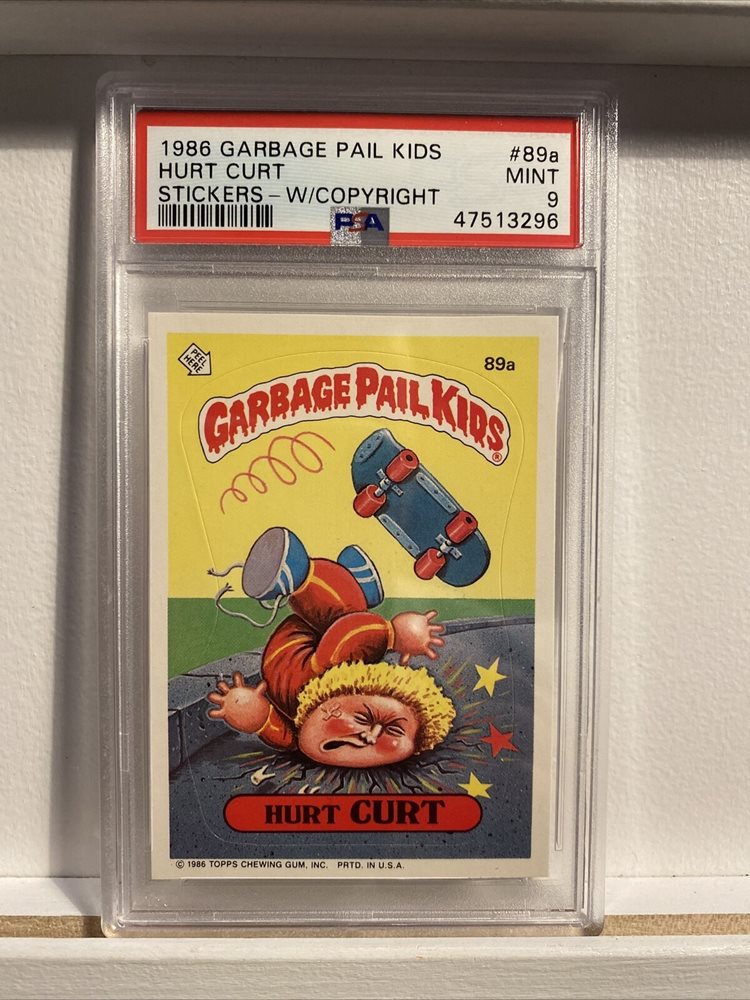 1986 GARBAGE PAIL KIDS #89a
HURT CURT MINT
STICKERS - W/COPYRIGHT 9
PSA 47513296
PEEL HERE
89a
GARBAGE PAIL KIDS ®
HURT CURT
© 1986 TOPPS CHEWING GUM, INC. PRTD. IN U.S.A.